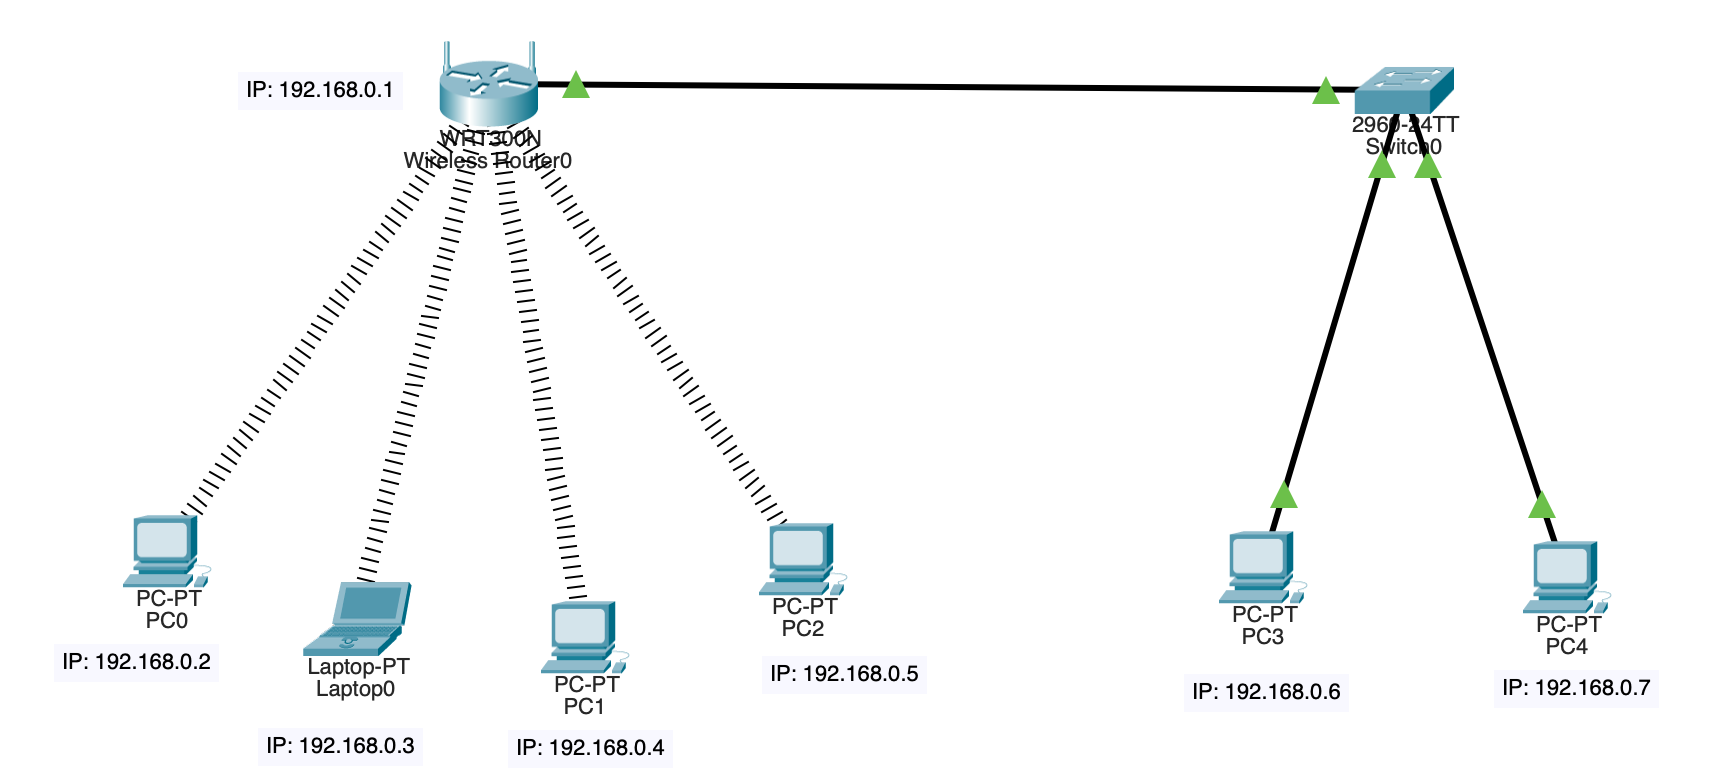 IP: 192.168.0.1
WRT300N
Wireless Router0
2960-24TT
Switch0
PC-PT
PC0
IP: 192.168.0.2
Laptop-PT
Laptop0
IP: 192.168.0.3
PC-PT
PC1
IP: 192.168.0.4
PC-PT
PC2
IP: 192.168.0.5
PC-PT
PC3
IP: 192.168.0.6
PC-PT
PC4
IP: 192.168.0.7